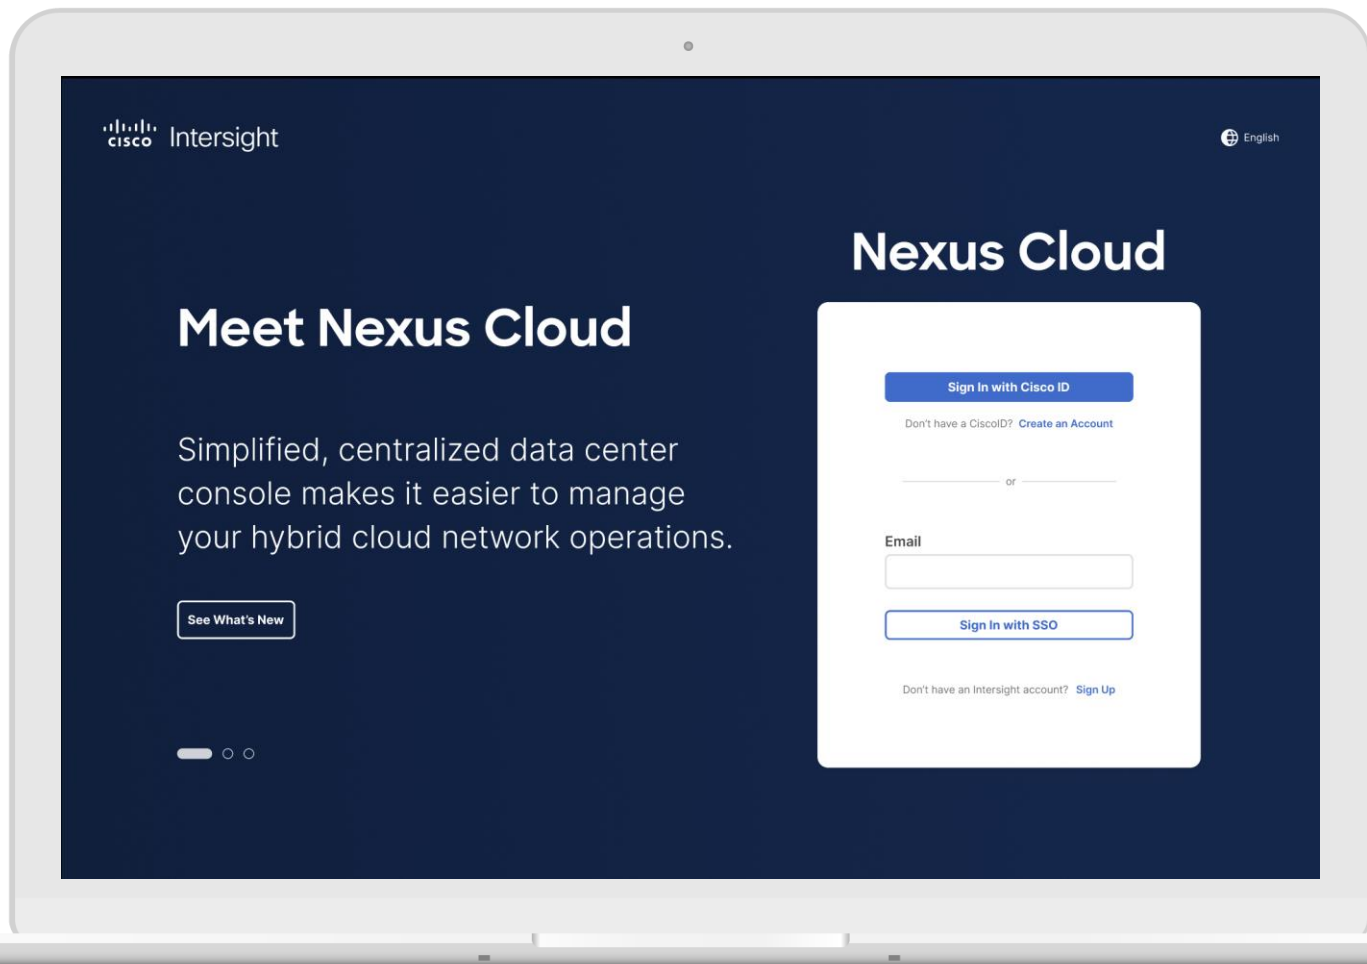 cisco Intersight
English
Meet Nexus Cloud
Simplified, centralized data center
console makes it easier to manage
your hybrid cloud network operations.
See What's New
Nexus Cloud
Sign In with Cisco ID
Don't have a CiscoID? Create an Account
or
Email
Sign In with SSO
Don't have an Intersight account? Sign Up